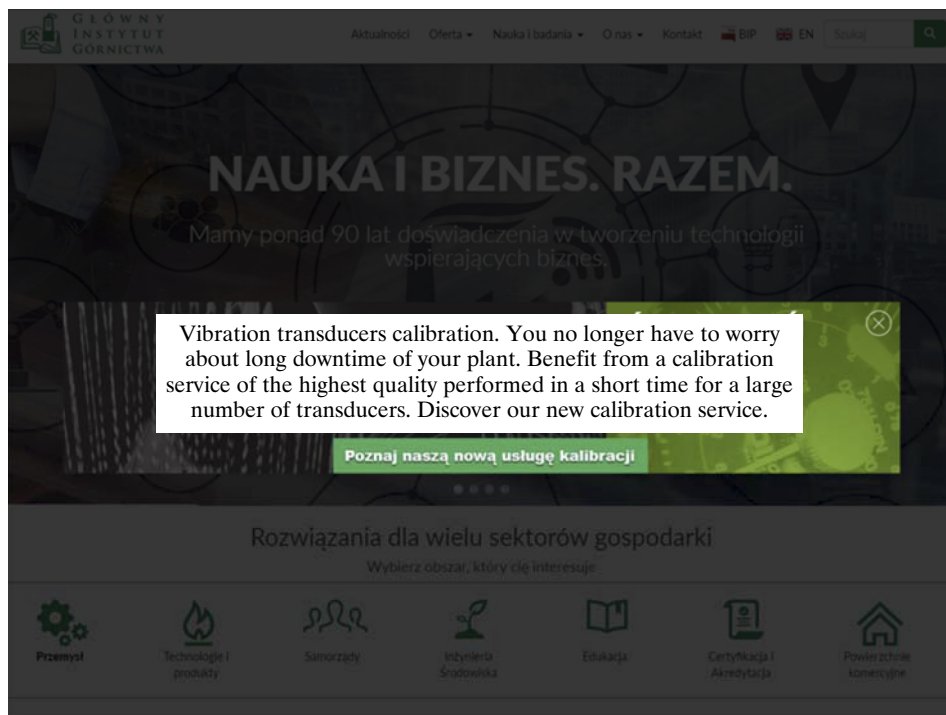 GŁÓWNY
INSTYTUT
GÓRNICTWA
Aktualności Oferta Nauka i badania O nas Kontakt BIP EN Szukaj
NAUKA I BIZNES. RAZEM.
Mamy ponad 90 lat doświadczenia w tworzeniu technologii
wspierających biznes.
Vibration transducers calibration. You no longer have to worry
about long downtime of your plant. Benefit from a calibration
service of the highest quality performed in a short time for a large
number of transducers. Discover our new calibration service.
Poznaj naszą nową usługę kalibracji
Rozwiązania dla wielu sektorów gospodarki
Wybierz obszar, który cię interesuje
Przemysł
Technologie i
produkty
Samorządy
Inżynieria
Środowiska
Edukacja
Certyfikacja i
Akredytacja
Powierzchnie
komercyjne